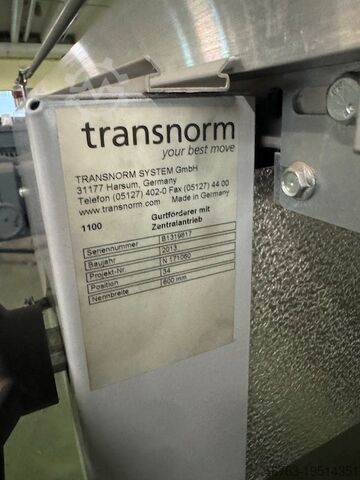 transnorm
your best move
TRANSNORM SYSTEM GmbH
31177 Harsum, Germany
Telefon (05127) 402-0 Fax (05127) 44 00
www.transnorm.com Made in Germany
1100 Gurtförderer mit
Zentralantrieb
Seriennummer B1319817
Baujahr 2013
Projekt-Nr N 171060
Position 34
Nennbreite 600 mm